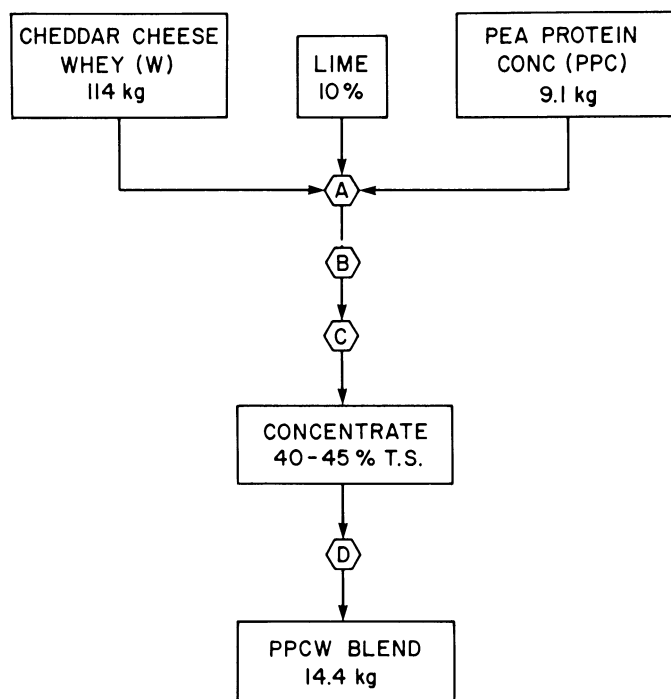 CHEDDAR CHEESE
WHEY (W)
114 kg
LIME
10%
PEA PROTEIN
CONC (PPC)
9.1 kg
A
B
C
CONCENTRATE
40-45% T.S.
D
PPCW BLEND
14.4 kg